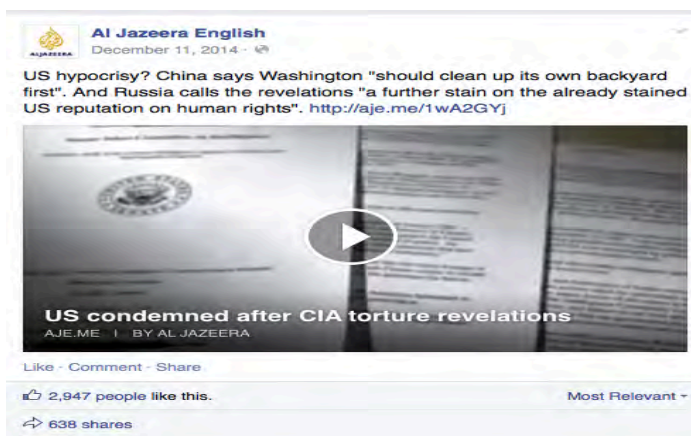 Al Jazeera English
ALJAZEERA
December 11, 2014 ·
US hypocrisy? China says Washington "should clean up its own backyard
first". And Russia calls the revelations "a further stain on the already stained
US reputation on human rights". http://aje.me/1wA2GYj
US condemned after CIA torture revelations
AJE.ME | BY AL JAZEERA
Like · Comment · Share
2,947 people like this.
Most Relevant
638 shares